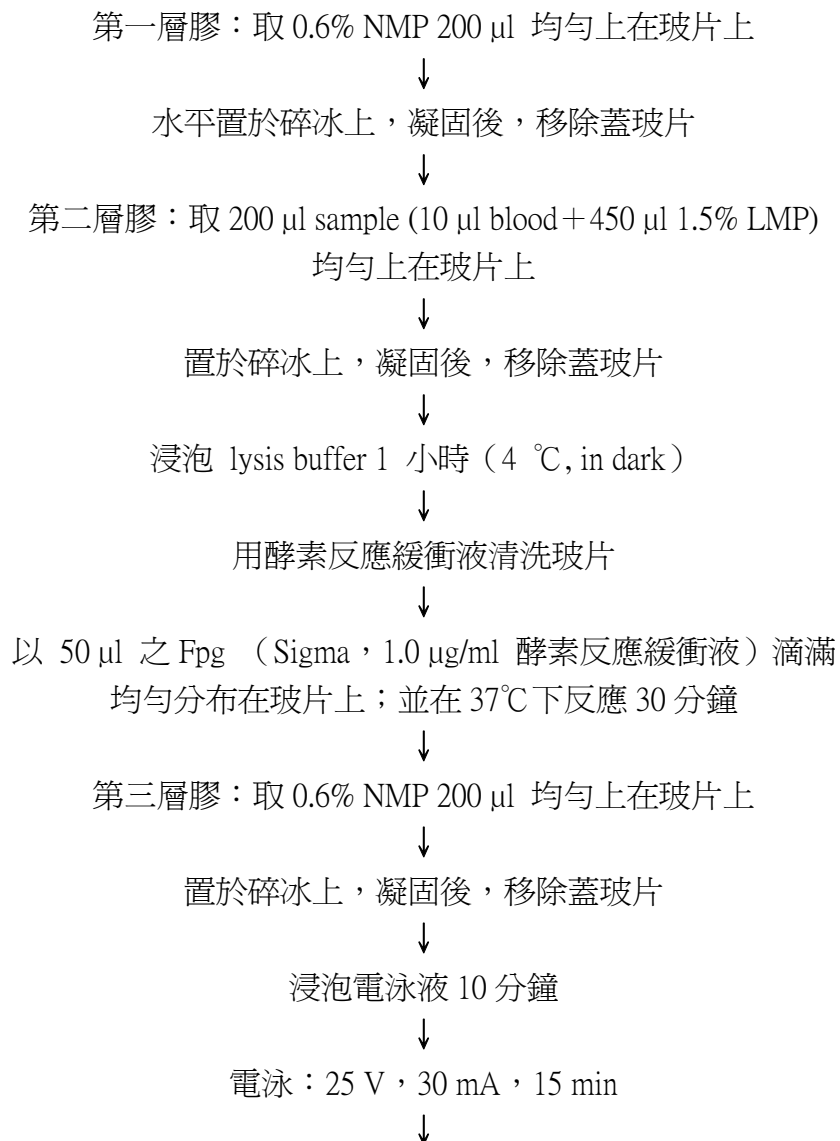 第一層膠：取 0.6% NMP 200 μl 均勻上在玻片上
↓
水平置於碎冰上，凝固後，移除蓋玻片
↓
第二層膠：取 200 μl sample (10 μl blood＋450 μl 1.5% LMP)
均勻上在玻片上
↓
置於碎冰上，凝固後，移除蓋玻片
↓
浸泡 lysis buffer 1 小時（4 ℃, in dark）
↓
用酵素反應緩衝液清洗玻片
↓
以 50 μl 之 Fpg （Sigma，1.0 μg/ml 酵素反應緩衝液）滴滿
均勻分布在玻片上；並在 37℃下反應 30 分鐘
↓
第三層膠：取 0.6% NMP 200 μl 均勻上在玻片上
↓
置於碎冰上，凝固後，移除蓋玻片
↓
浸泡電泳液 10 分鐘
↓
電泳：25 V，30 mA，15 min
↓